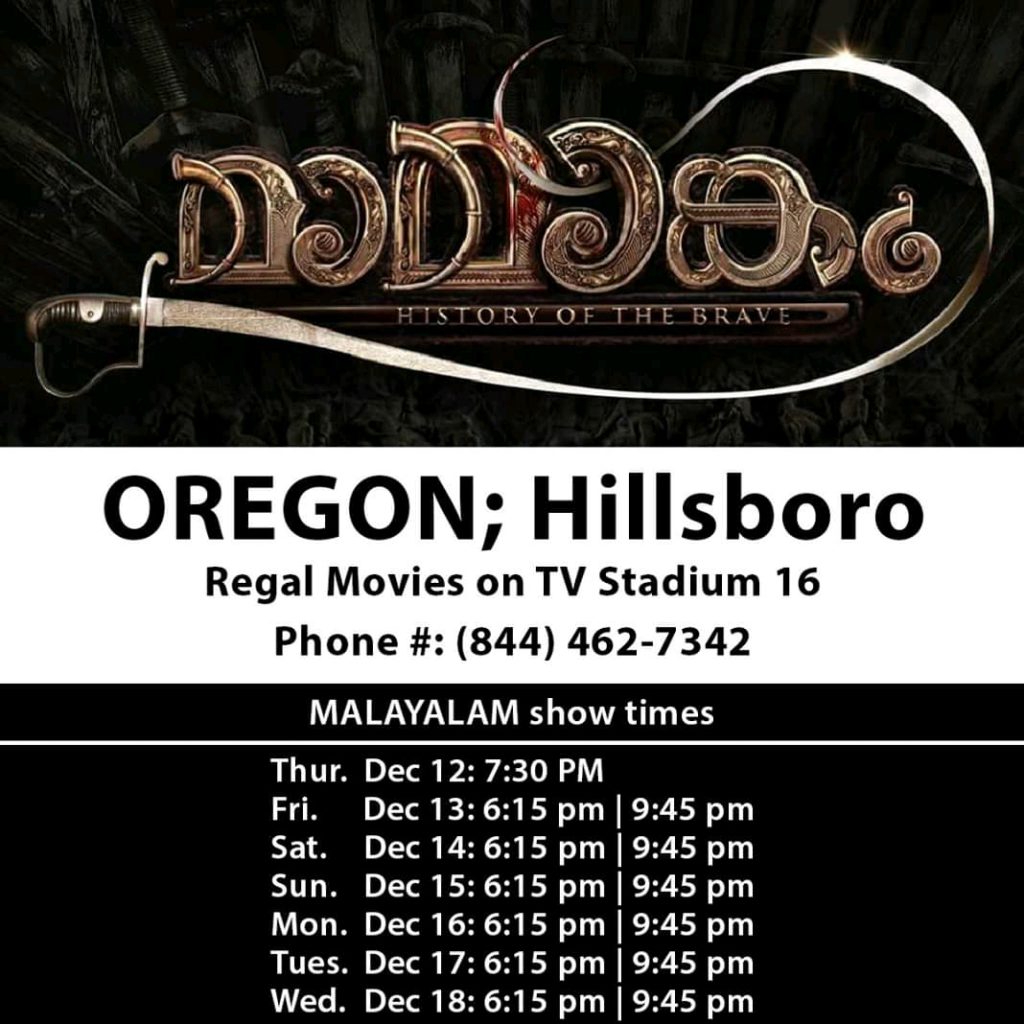 മാമാങ്കം
HISTORY OF THE BRAVE
OREGON; Hillsboro
Regal Movies on TV Stadium 16
Phone #: (844) 462-7342
MALAYALAM show times
Thur. Dec 12: 7:30 PM
Fri. Dec 13: 6:15 pm | 9:45 pm
Sat. Dec 14: 6:15 pm | 9:45 pm
Sun. Dec 15: 6:15 pm | 9:45 pm
Mon. Dec 16: 6:15 pm | 9:45 pm
Tues. Dec 17: 6:15 pm | 9:45 pm
Wed. Dec 18: 6:15 pm | 9:45 pm